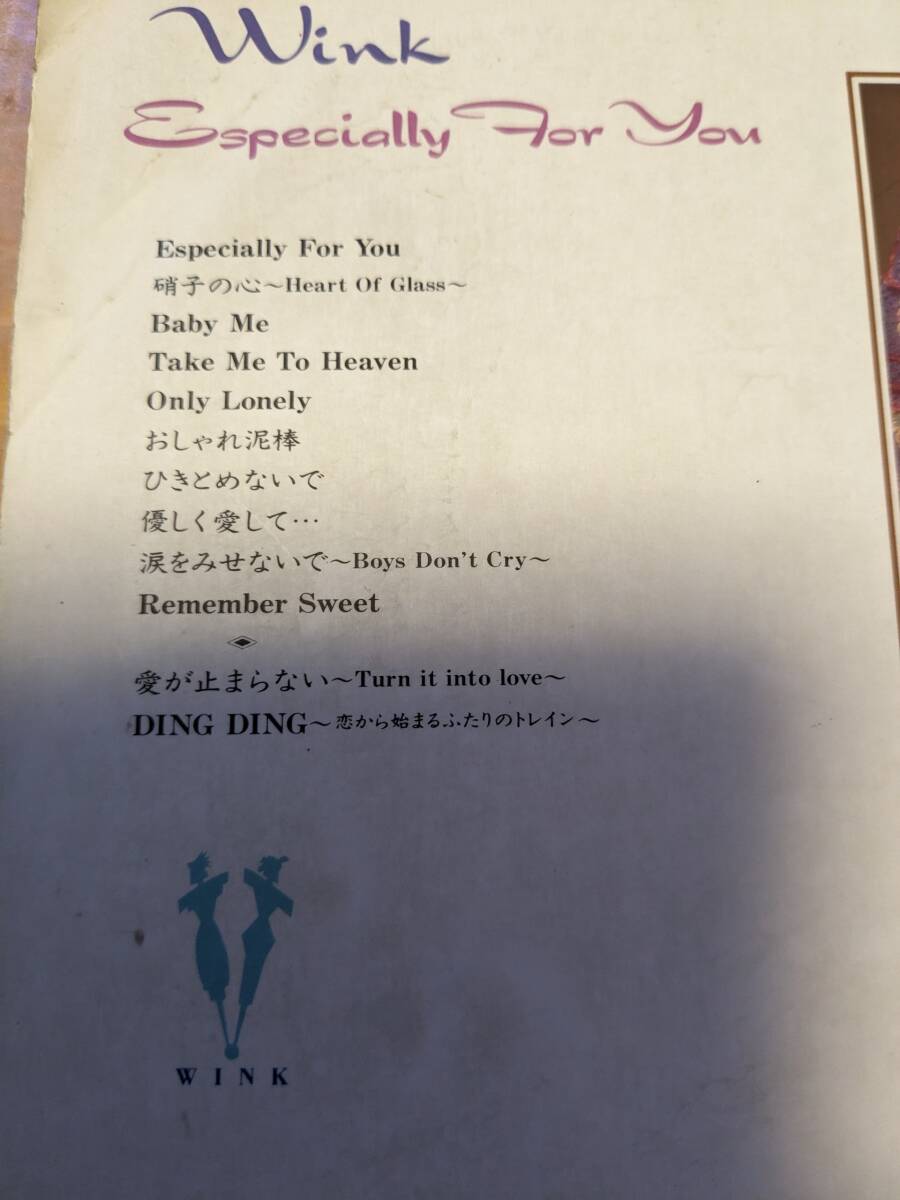 Wink
Especially For You
Especially For You
硝子の心～Heart Of Glass～
Baby Me
Take Me To Heaven
Only Lonely
おしゃれ泥棒
ひきとめないで
優しく愛して…
涙をみせないで～Boys Don't Cry～
Remember Sweet
愛が止まらない～Turn it into love～
DING DING～恋から始まるふたりのトレイン～
WINK